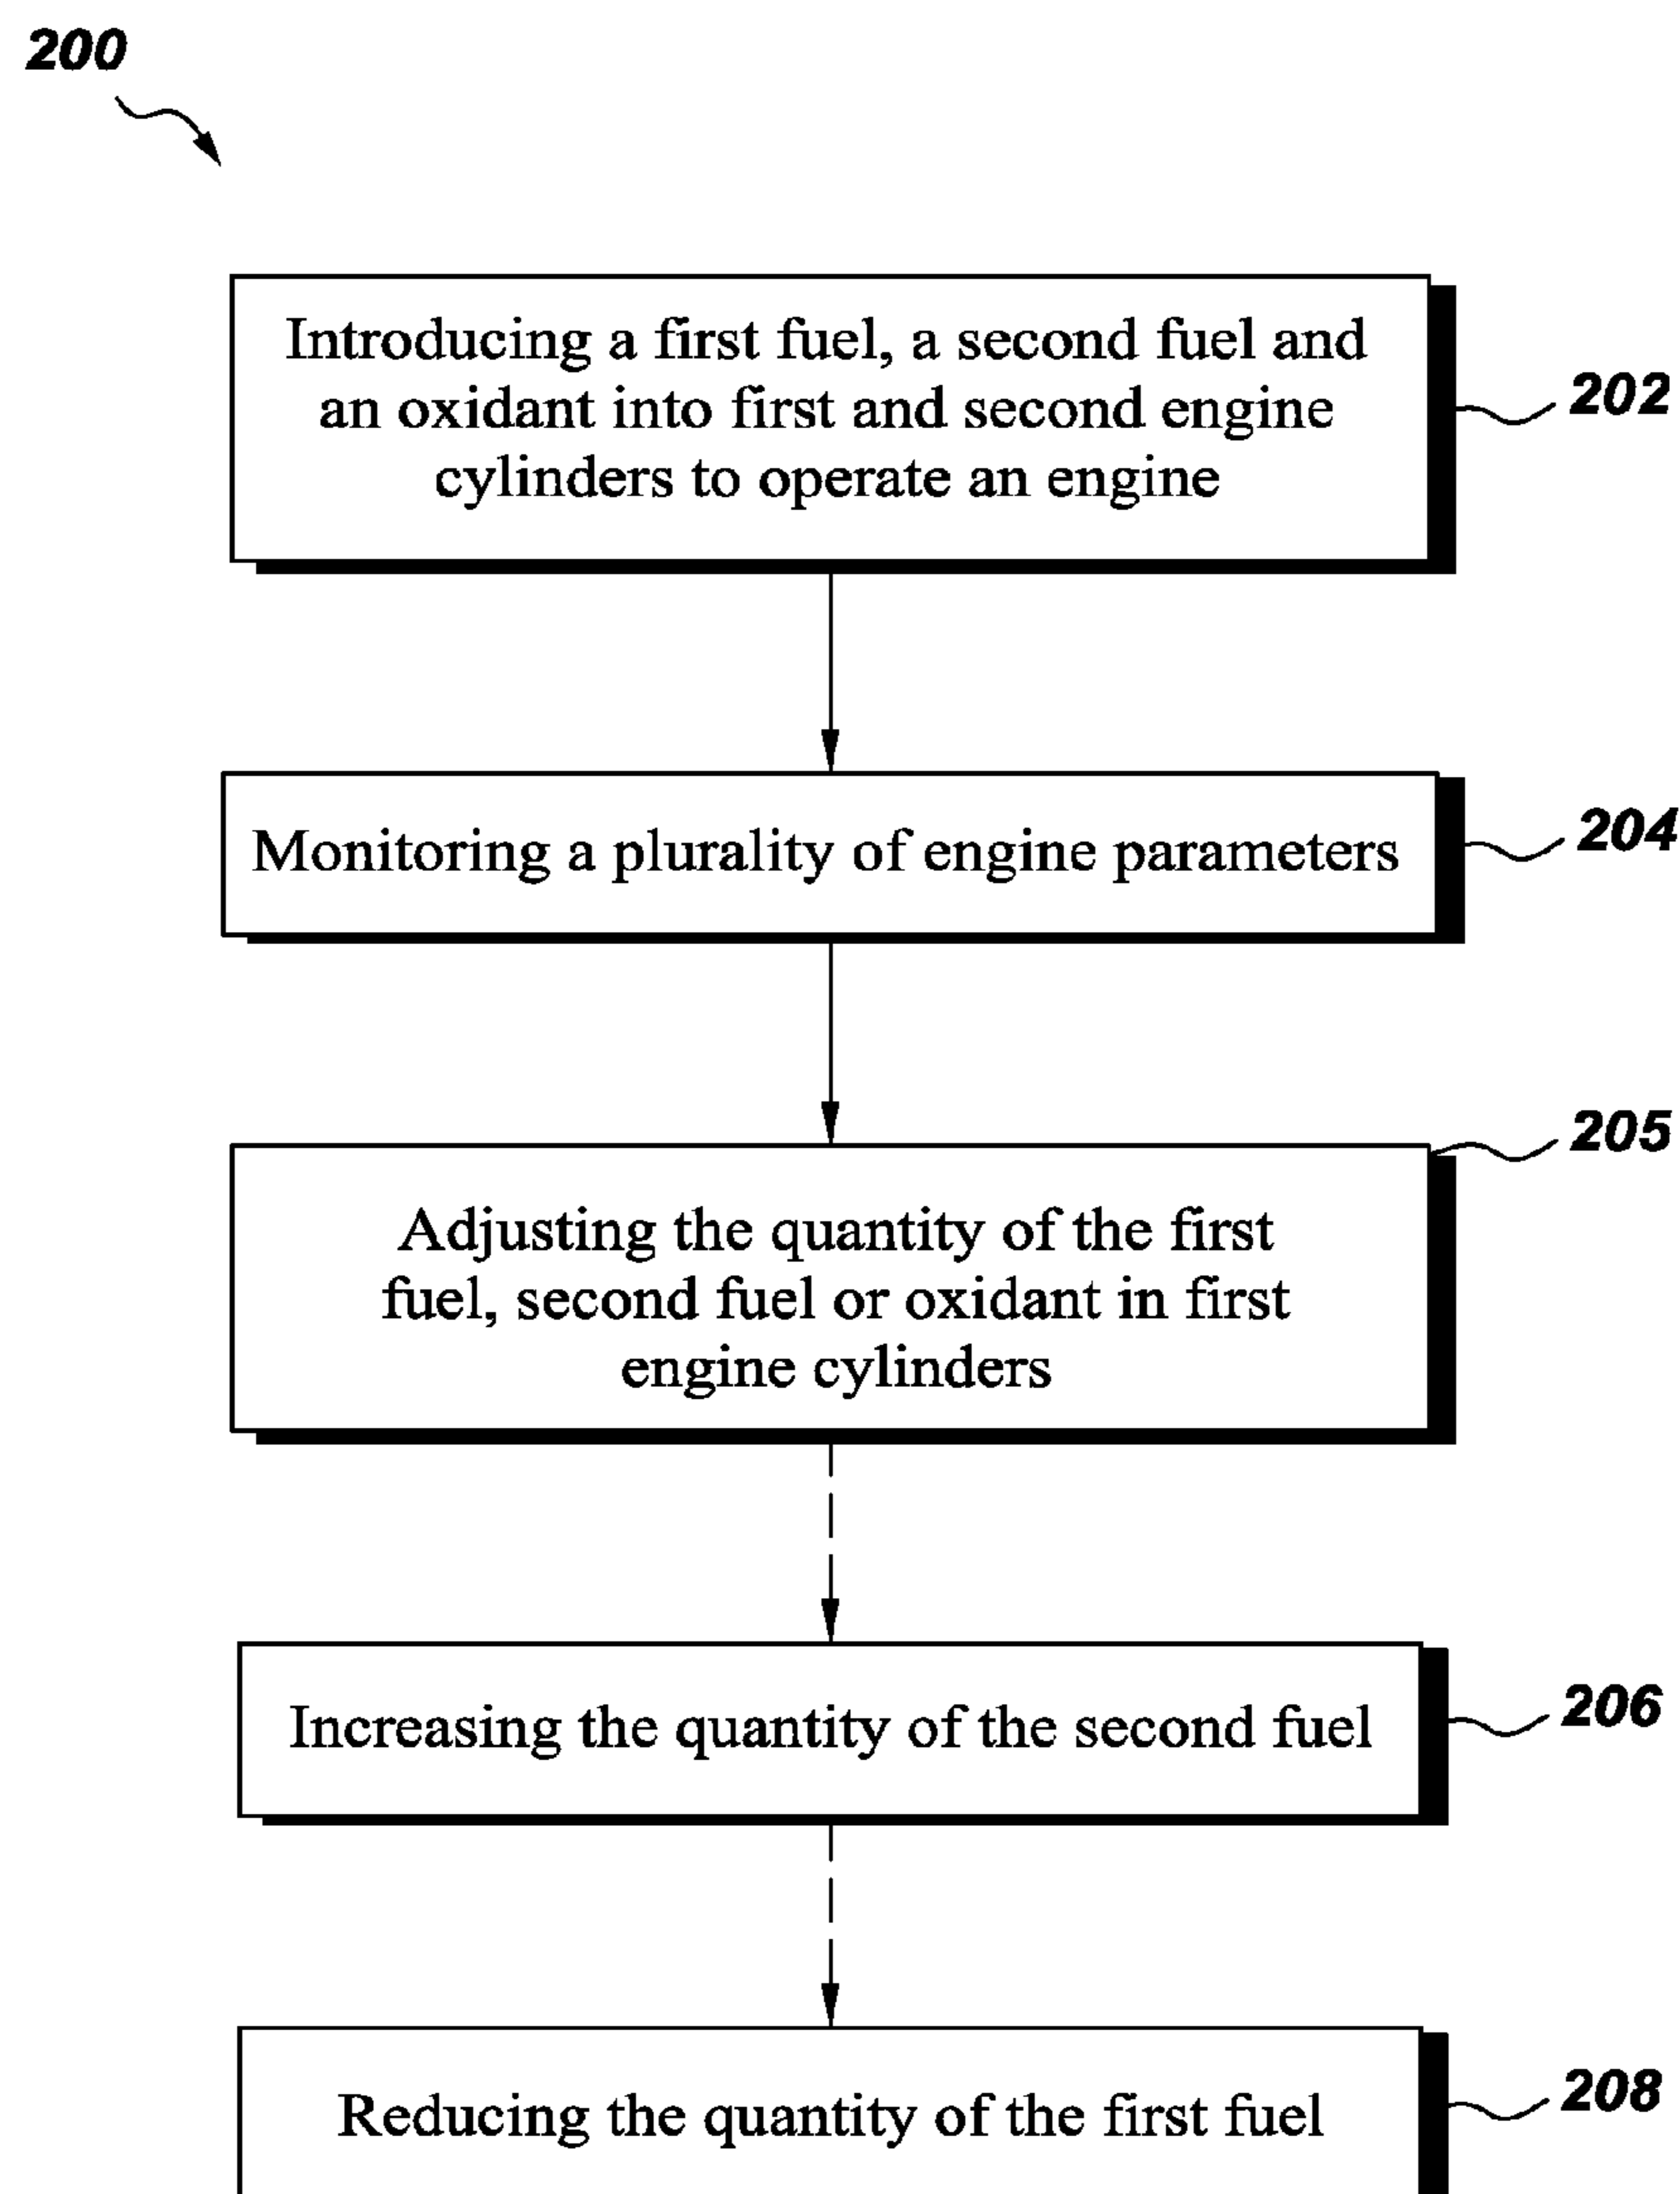 200
Introducing a first fuel, a second fuel and
an oxidant into first and second engine
cylinders to operate an engine
202
Monitoring a plurality of engine parameters
204
205
Adjusting the quantity of the first
fuel, second fuel or oxidant in first
engine cylinders
Increasing the quantity of the second fuel
206
Reducing the quantity of the first fuel
208